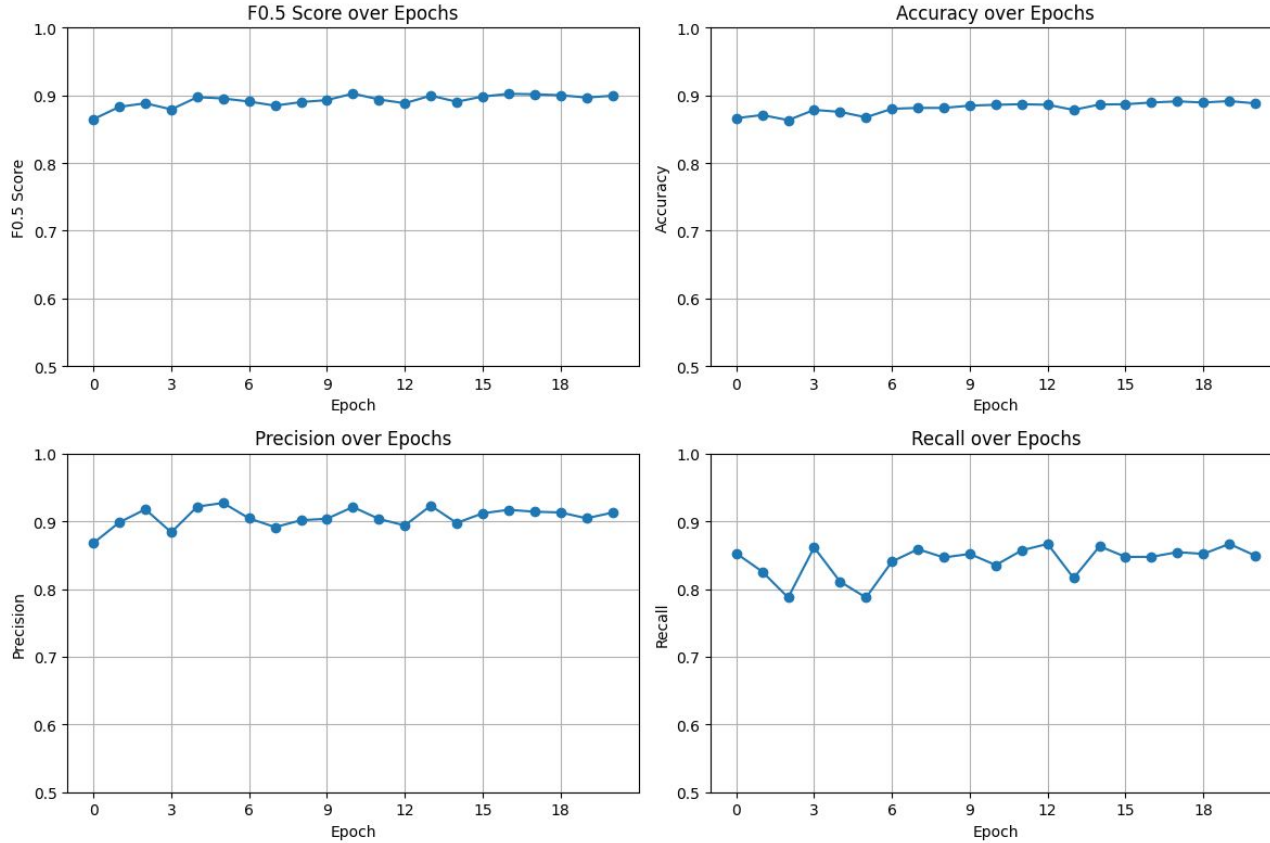 F0.5 Score over Epochs
1.0
0.9
0.8
0.7
0.6
0.5
F0.5 Score
0 3 6 9 12 15 18
Epoch
Accuracy over Epochs
1.0
0.9
0.8
0.7
0.6
0.5
Accuracy
0 3 6 9 12 15 18
Epoch
Precision over Epochs
1.0
0.9
0.8
0.7
0.6
0.5
Precision
0 3 6 9 12 15 18
Epoch
Recall over Epochs
1.0
0.9
0.8
0.7
0.6
0.5
Recall
0 3 6 9 12 15 18
Epoch